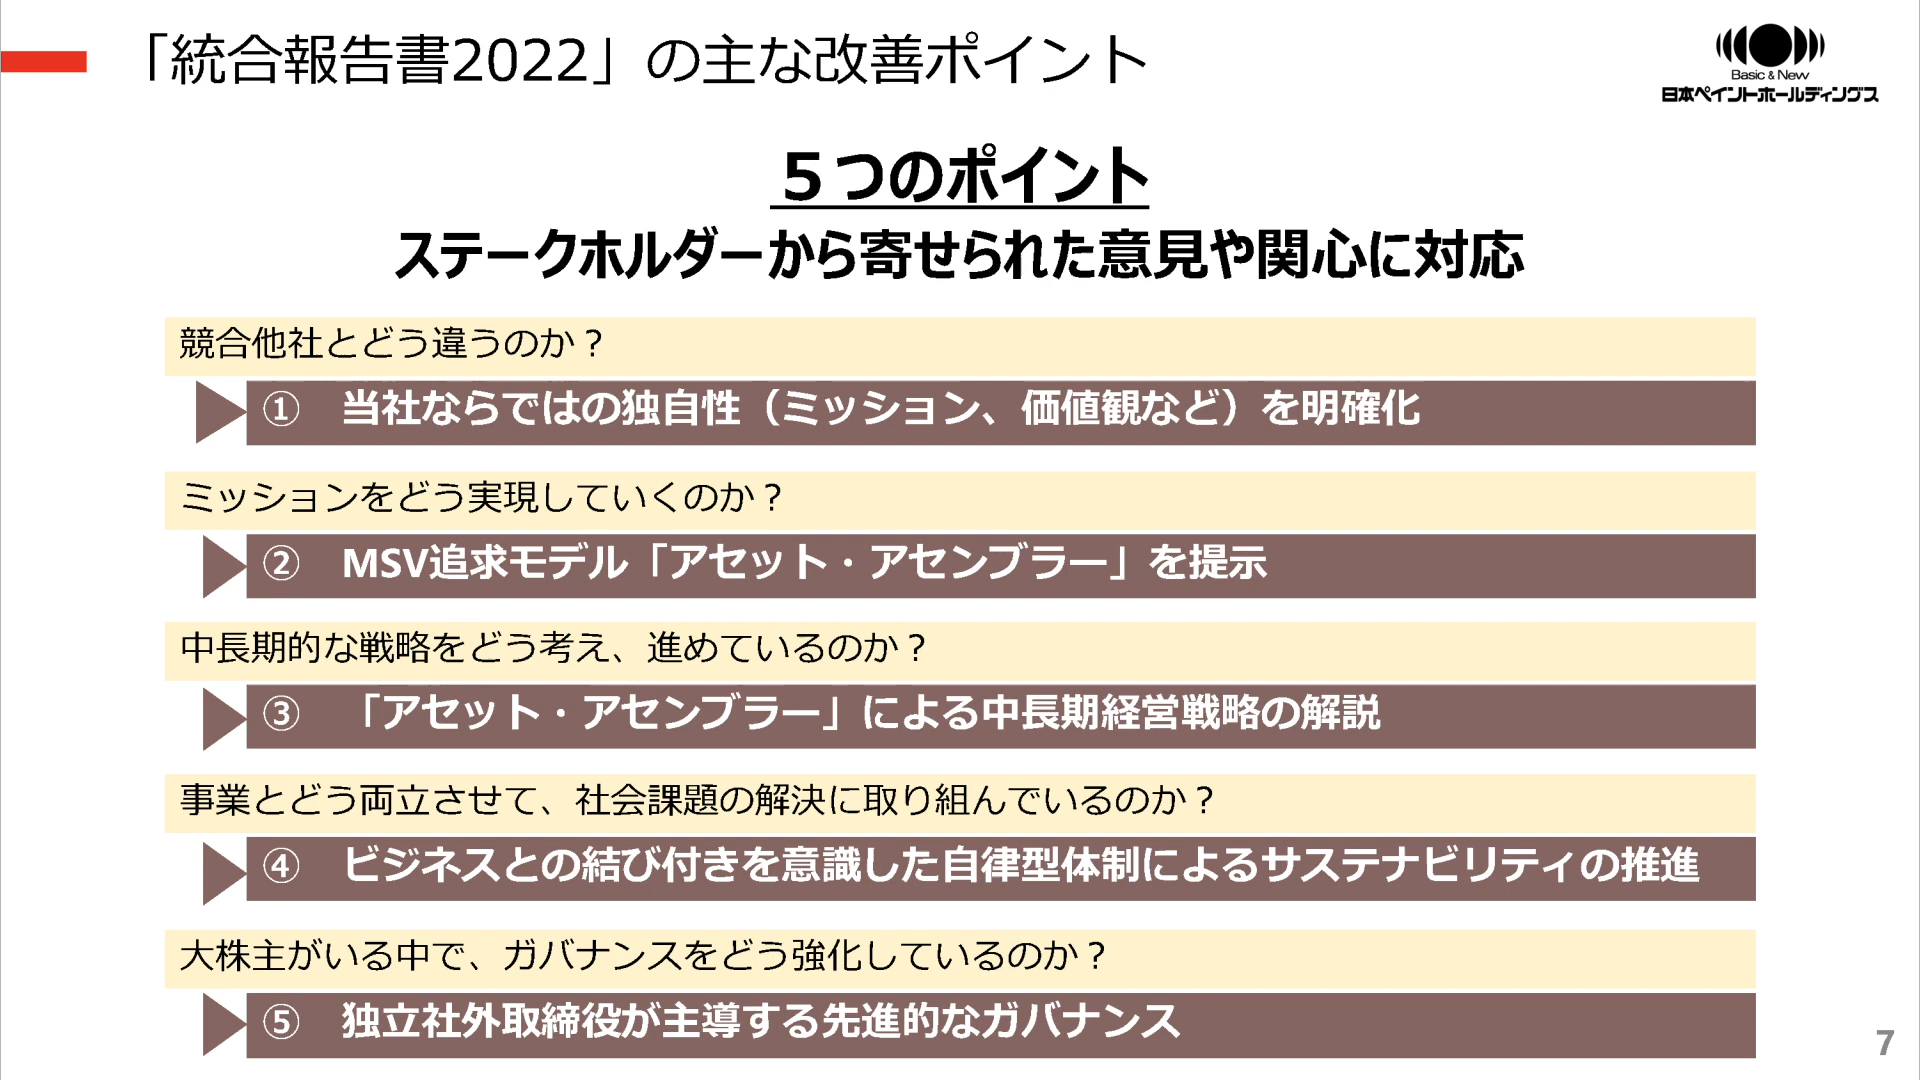 「統合報告書2022」の主な改善ポイント
Basic & New
日本ペイントホールディングス
５つのポイント
ステークホルダーから寄せられた意見や関心に対応
競合他社とどう違うのか？
① 当社ならではの独自性（ミッション、価値観など）を明確化
ミッションをどう実現していくのか？
② MSV追求モデル「アセット・アセンブラー」を提示
中長期的な戦略をどう考え、進めているのか？
③ 「アセット・アセンブラー」による中長期経営戦略の解説
事業とどう両立させて、社会課題の解決に取り組んでいるのか？
④ ビジネスとの結び付きを意識した自律型体制によるサステナビリティの推進
大株主がいる中で、ガバナンスをどう強化しているのか？
⑤ 独立社外取締役が主導する先進的なガバナンス
7